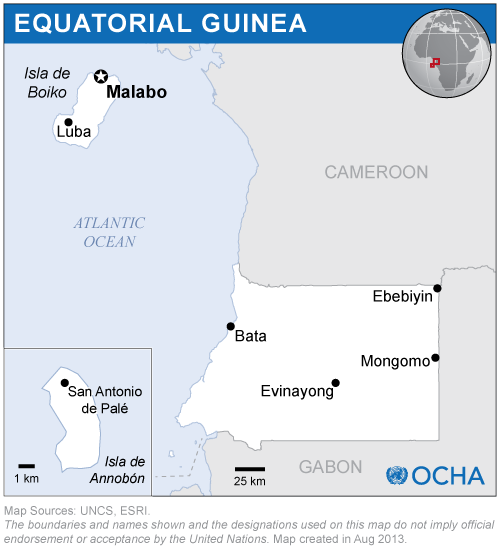 EQUATORIAL GUINEA
Isla de
Boiko
Malabo
Luba
CAMEROON
ATLANTIC
OCEAN
Ebebiyin
Bata
Mongomo
Evinayong
San Antonio
de Palé
Isla de
Annobón
1 km
25 km
GABON
OCHA
Map Sources: UNCS, ESRI.
The boundaries and names shown and the designations used on this map do not imply official
endorsement or acceptance by the United Nations. Map created in Aug 2013.